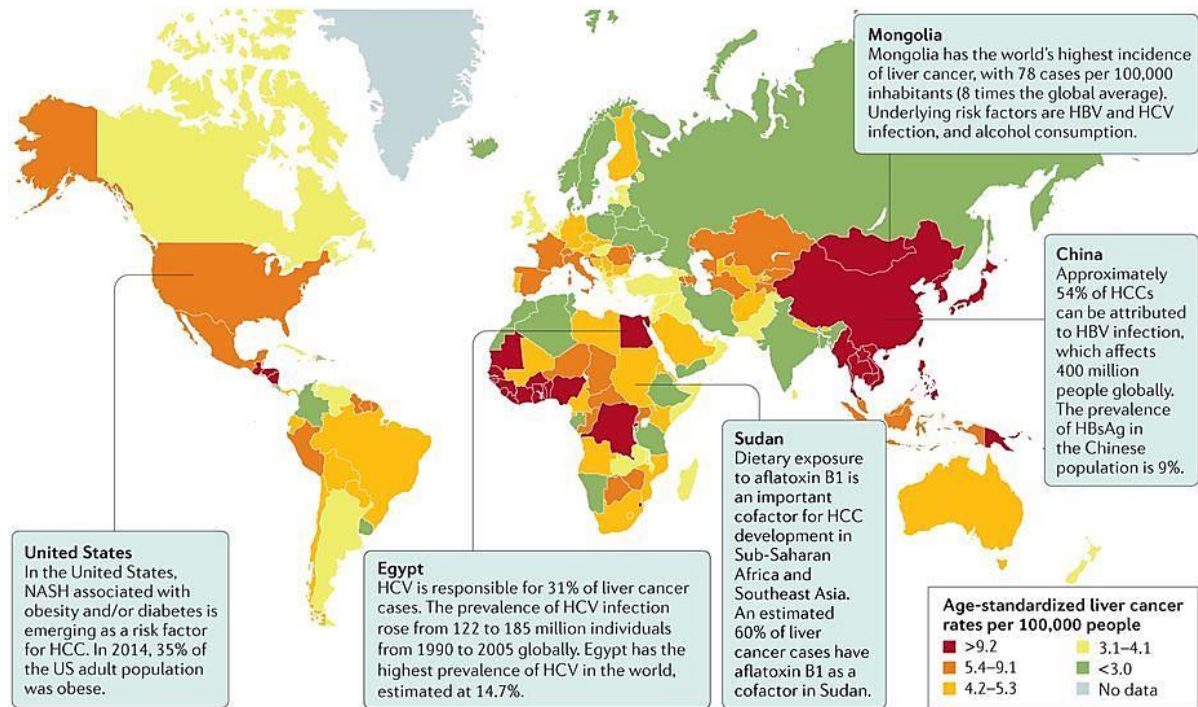 Mongolia
Mongolia has the world's highest incidence
of liver cancer, with 78 cases per 100,000
inhabitants (8 times the global average).
Underlying risk factors are HBV and HCV
infection, and alcohol consumption.
China
Approximately
54% of HCCs
can be attributed
to HBV infection,
which affects
400 million
people globally.
The prevalence
of HBsAg in
the Chinese
population is 9%.
United States
In the United States,
NASH associated with
obesity and/or diabetes is
emerging as a risk factor
for HCC. In 2014, 35% of
the US adult population
was obese.
Egypt
HCV is responsible for 31% of liver cancer
cases. The prevalence of HCV infection
rose from 122 to 185 million individuals
from 1990 to 2005 globally. Egypt has the
highest prevalence of HCV in the world,
estimated at 14.7%.
Sudan
Dietary exposure
to aflatoxin B1 is
an important
cofactor for HCC
development in
Sub-Saharan
Africa and
Southeast Asia.
An estimated
60% of liver
cancer cases have
aflatoxin B1 as a
cofactor in Sudan.
Age-standardized liver cancer
rates per 100,000 people
>9.2
5.4–9.1
4.2–5.3
3.1–4.1
<3.0
No data